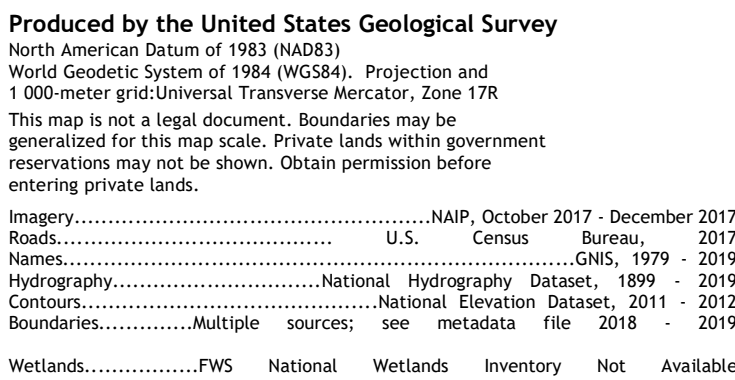 Produced by the United States Geological Survey
North American Datum of 1983 (NAD83)
World Geodetic System of 1984 (WGS84).  Projection and
1 000-meter grid:Universal Transverse Mercator, Zone 17R
This map is not a legal document. Boundaries may be
generalized for this map scale. Private lands within government
reservations may not be shown. Obtain permission before
entering private lands.
Imagery.....................................................NAIP, October 2017 - December 2017
Roads......................................... U.S. Census Bureau, 2017
Names............................................................................GNIS, 1979 - 2019
Hydrography...............................National Hydrography Dataset, 1899 - 2019
Contours............................................National Elevation Dataset, 2011 - 2012
Boundaries..............Multiple sources; see metadata file 2018 - 2019
Wetlands.................FWS National Wetlands Inventory Not Available